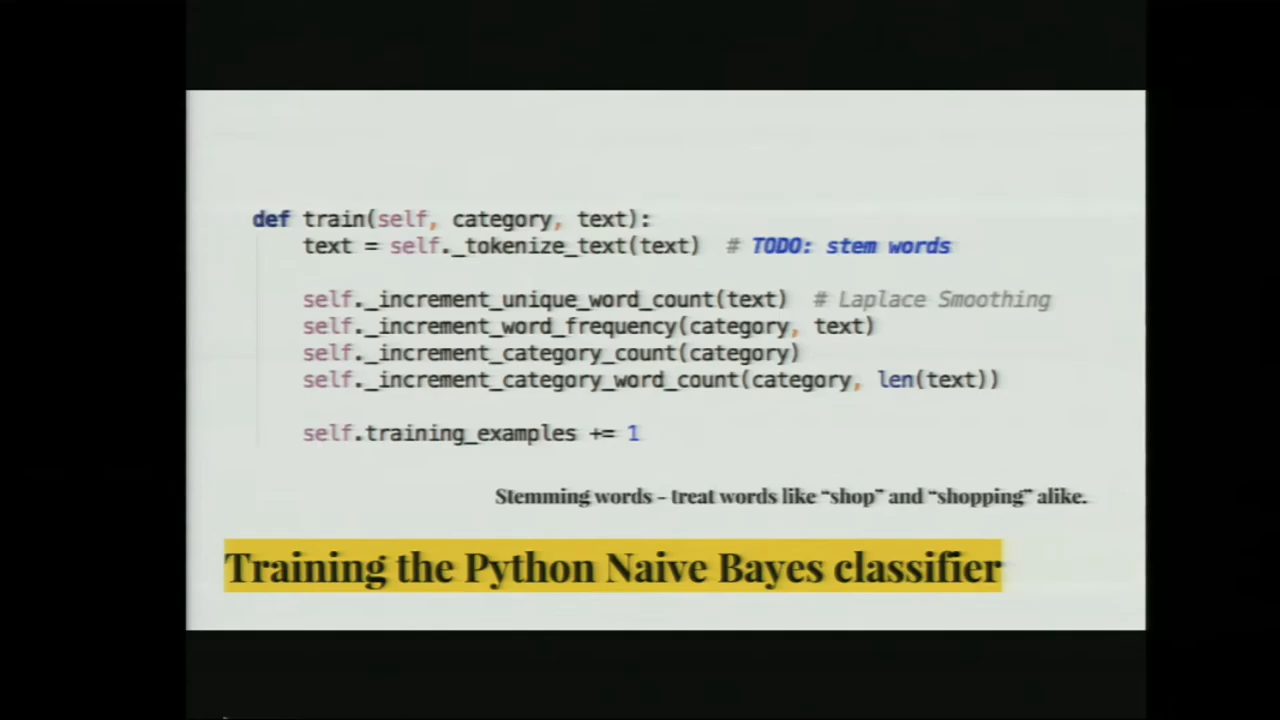 def train(self, category, text):
    text = self._tokenize_text(text)  # TODO: stem words
    self._increment_unique_word_count(text)  # Laplace Smoothing
    self._increment_word_frequency(category, text)
    self._increment_category_count(category)
    self._increment_category_word_count(category, len(text))
    self.training_examples += 1
Stemming words – treat words like “shop” and “shopping” alike.
Training the Python Naive Bayes classifier